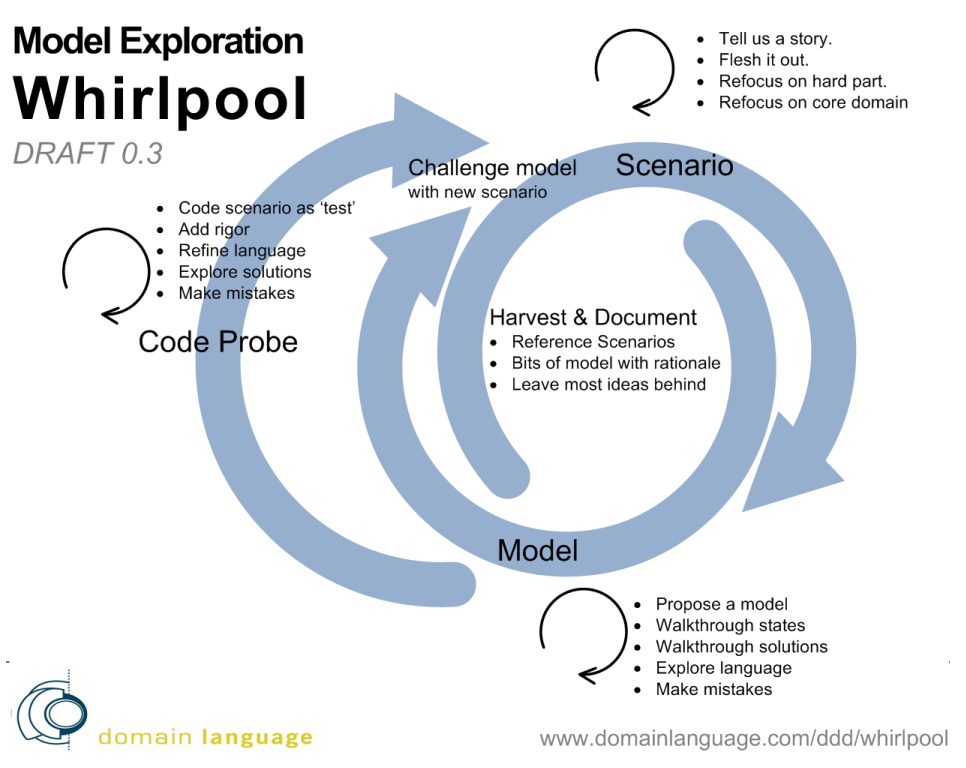 Model Exploration
Whirlpool
DRAFT 0.3
• Tell us a story.
• Flesh it out.
• Refocus on hard part.
• Refocus on core domain
Scenario
Challenge model
with new scenario
• Code scenario as ‘test’
• Add rigor
• Refine language
• Explore solutions
• Make mistakes
Code Probe
Harvest & Document
• Reference Scenarios
• Bits of model with rationale
• Leave most ideas behind
Model
• Propose a model
• Walkthrough states
• Walkthrough solutions
• Explore language
• Make mistakes
domain language
www.domainlanguage.com/ddd/whirlpool